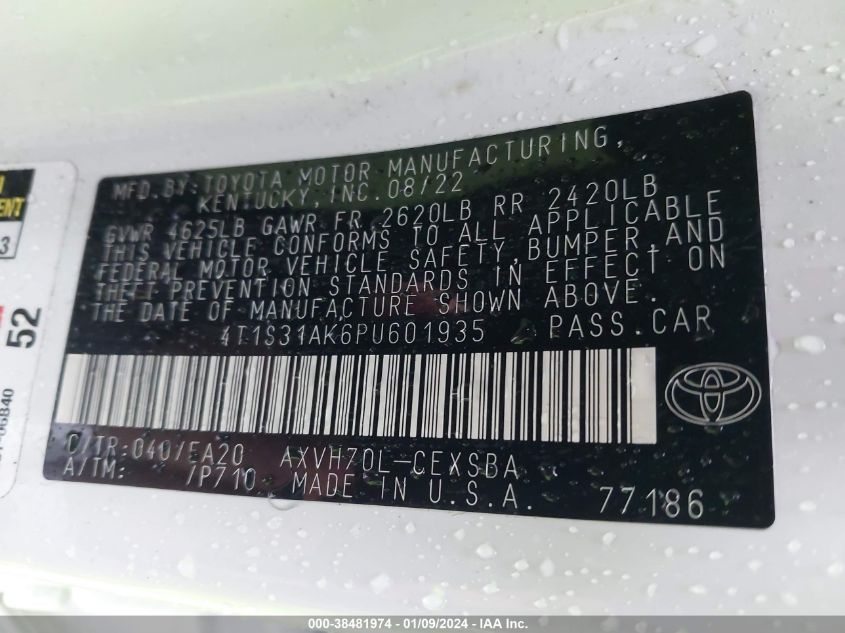 MFD. BY: TOYOTA MOTOR MANUFACTURING,
KENTUCKY, INC. 08/22
GVWR 4625LB GAWR FR 2620LB RR 2420LB
THIS VEHICLE CONFORMS TO ALL APPLICABLE
FEDERAL MOTOR VEHICLE SAFETY, BUMPER, AND
THEFT PREVENTION STANDARDS IN EFFECT ON
THE DATE OF MANUFACTURE SHOWN ABOVE.
4T1S31AK6PU601935 PASS.CAR
C/TR:040/EA20 AXVH70L-CEXSBA
A/TM: /P710 MADE IN U.S.A. 77186
52
000-38481974 - 01/09/2024 - IAA Inc.